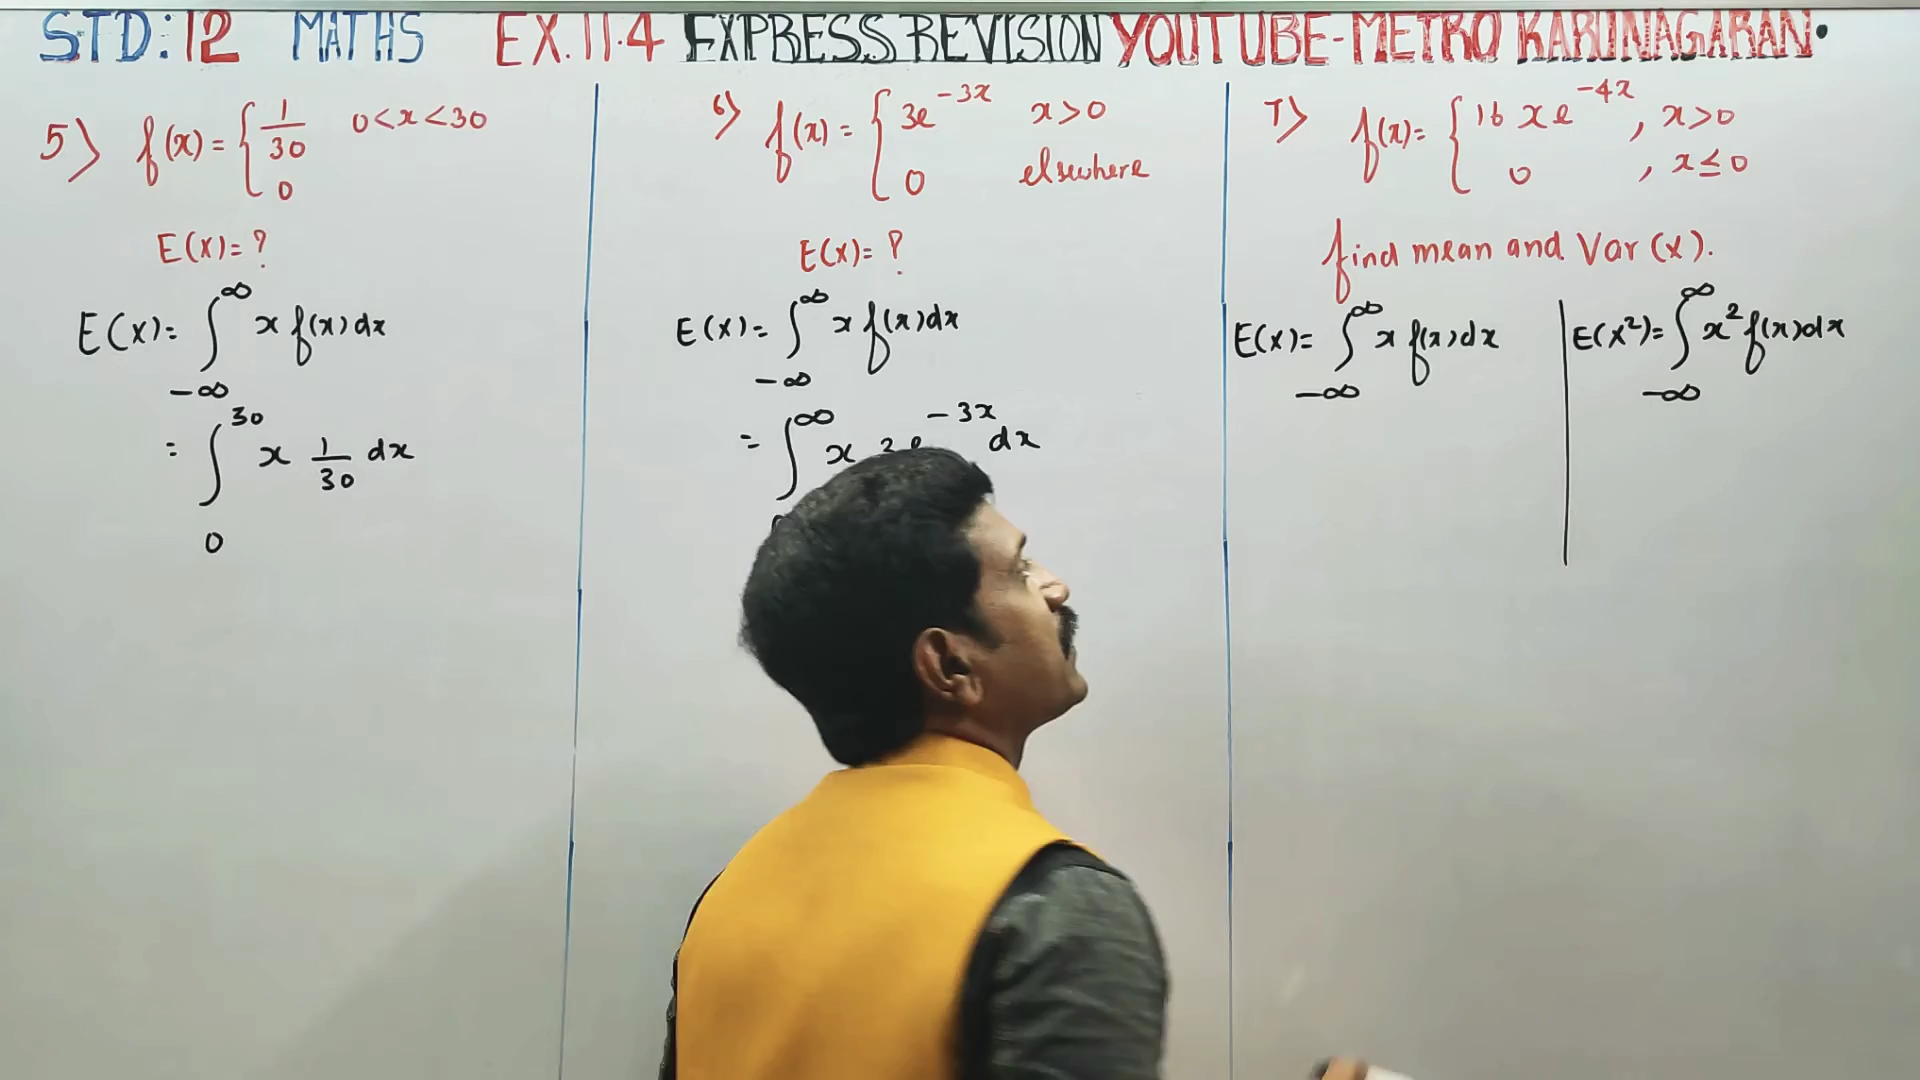 STD:12 MATHS EX.11.4 EXPRESS REVISION YOUTUBE-METRO KARUNAGARAN.
5) f(x) = { 1/30 0<x<30
0
E(X)= ?
E(X)= ∫_{-∞}^{∞} x f(x) dx
= ∫_{0}^{30} x 1/30 dx
6) f(x) = { 3e^{-3x} x>0
0 elsewhere
E(X)= ?
E(X)= ∫_{-∞}^{∞} x f(x) dx
= ∫^{∞} x e^{-3x} dx
7) f(x)= { 16 x e^{-4x}, x>0
0 , x≤0
find mean and Var (x).
E(X)= ∫_{-∞}^{∞} x f(x) dx
E(X²)= ∫_{-∞}^{∞} x² f(x) dx